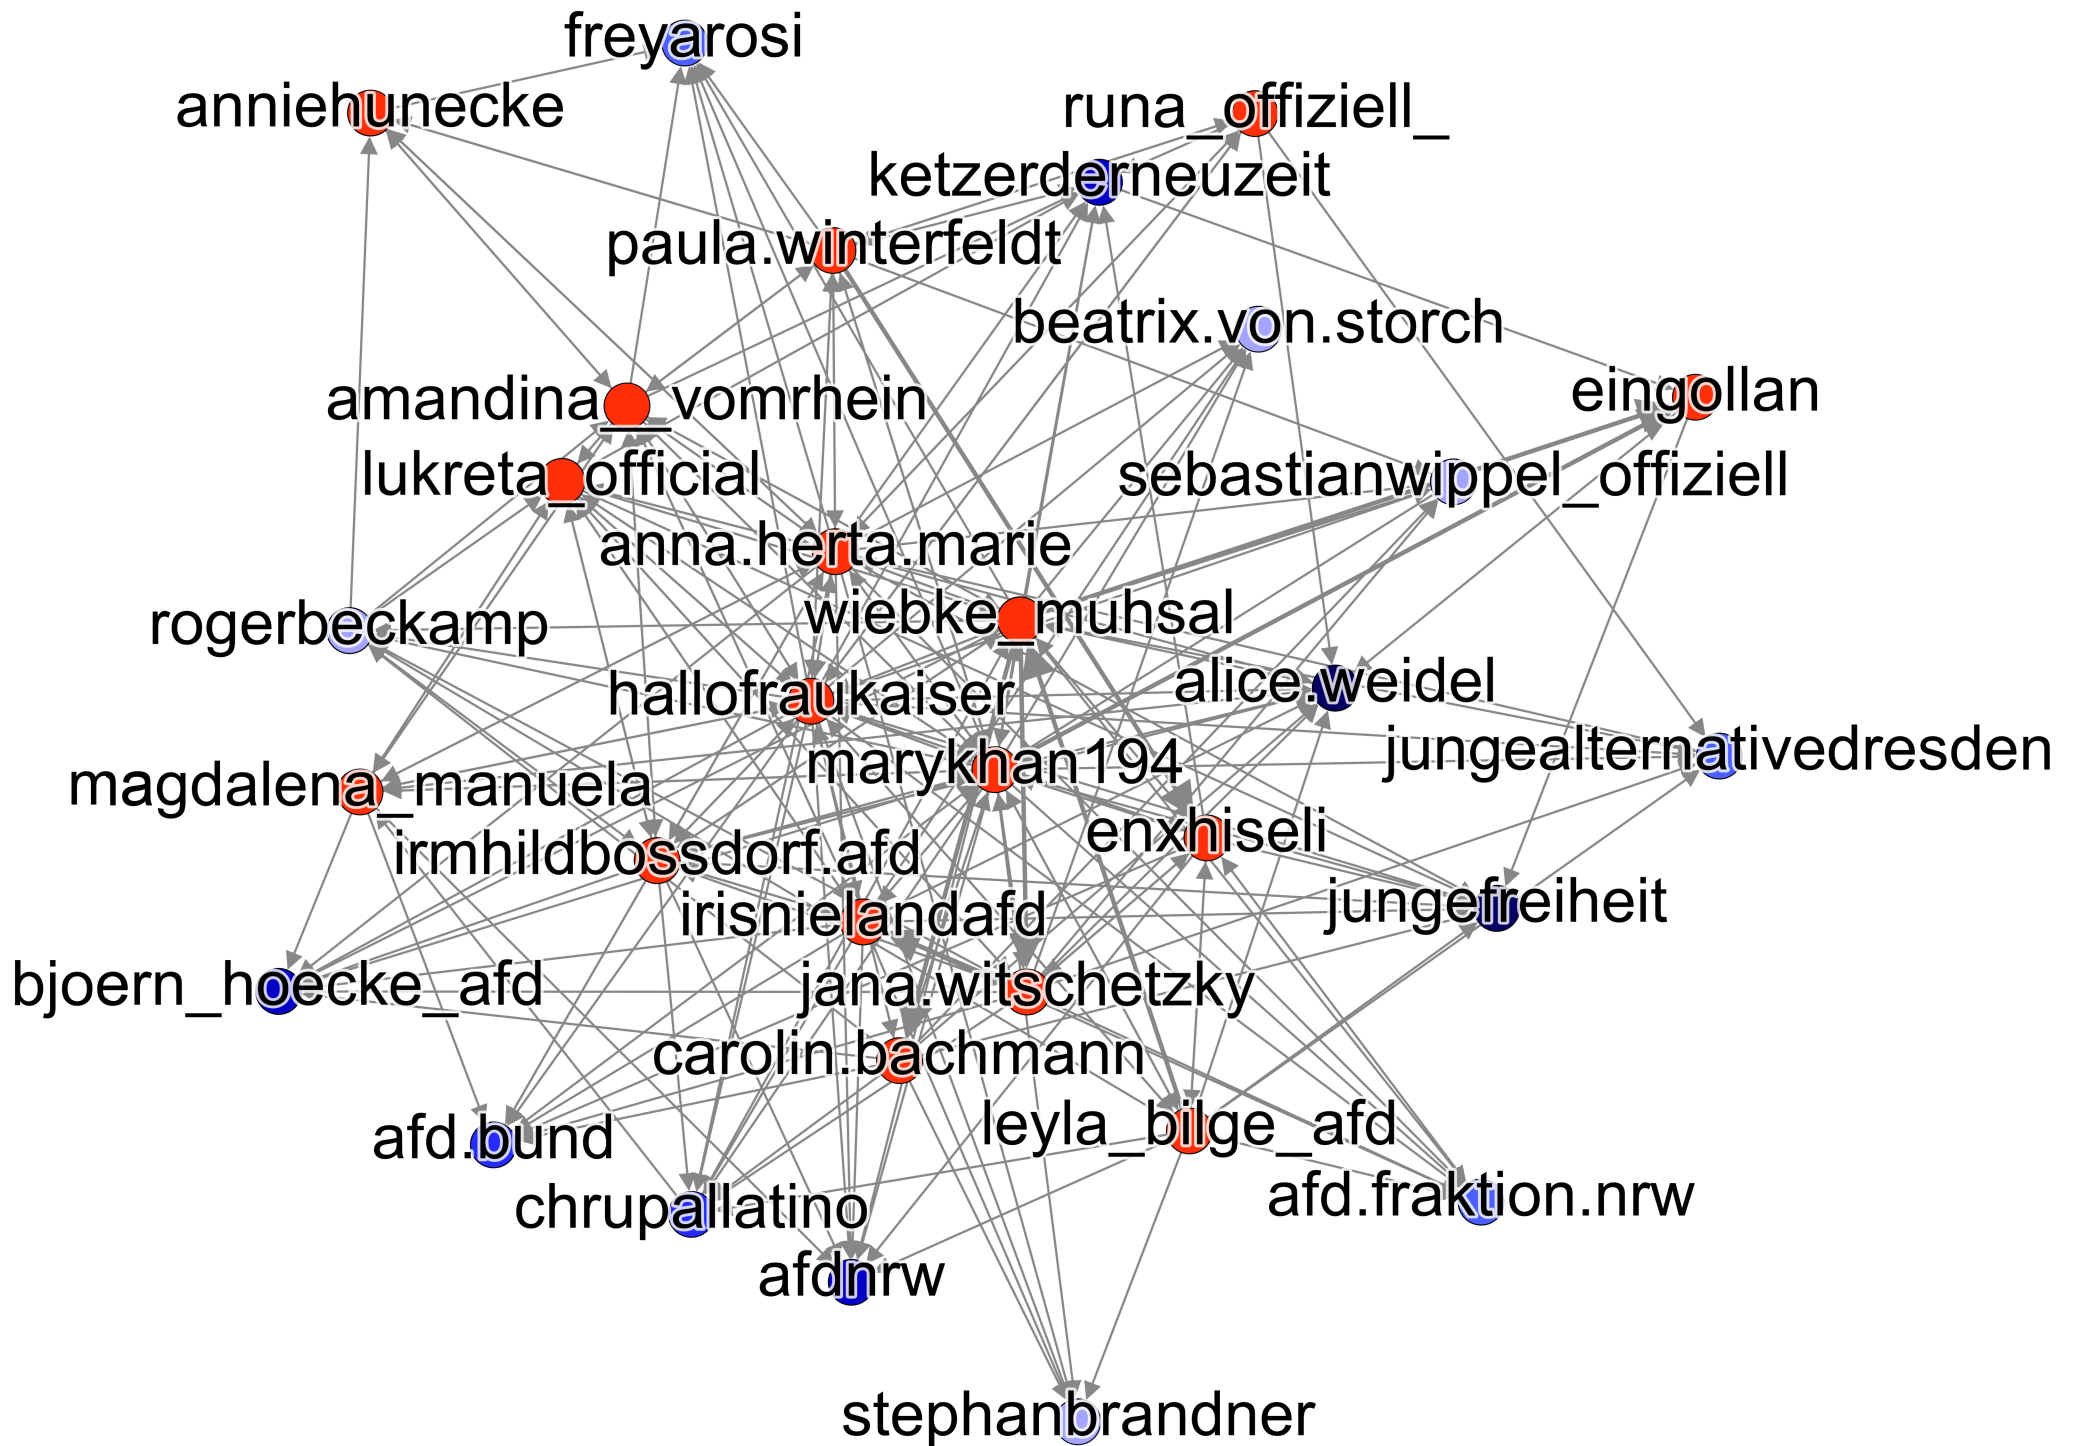 freyarosi
anniehunecke
runa_offiziell_
ketzerderneuzeit
paula.winterfeldt
beatrix.von.storch
eingollan
amandina__vomrhein
lukreta_official
sebastianwippel_offiziell
anna.herta.marie
wiebke_muhsal
rogerbeckamp
hallofraukaiser
alice.weidel
jungealternativedresden
marykhan194
magdalena_manuela
enxhiseli
irmhildbossdorf.afd
jungefreiheit
irisnielandafd
bjoern_hoecke_afd
jana.witschetzky
carolin.bachmann
leyla_bilge_afd
afd.bund
afd.fraktion.nrw
chrupallatino
afdnrw
stephanbrandner